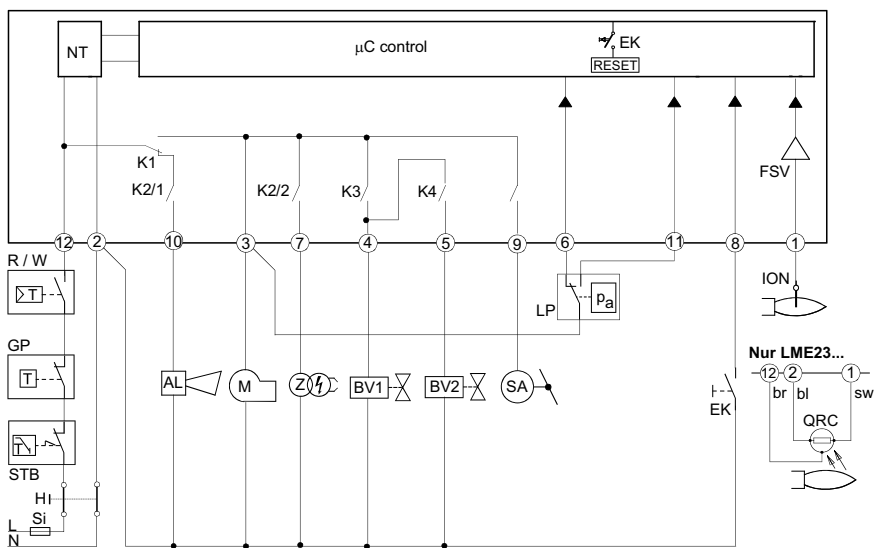 NT
µC control
EK
RESET
FSV
K1
K2/1
K2/2
K3
K4
12 2 10 3 7 4 5 9 6 11 8 1
R / W
T
LP
pa
ION
GP
T
AL
M
Z
BV1
BV2
SA
EK
Nur LME23...
12 2 1
br bl sw
QRC
T
STB
H
Si
L
N